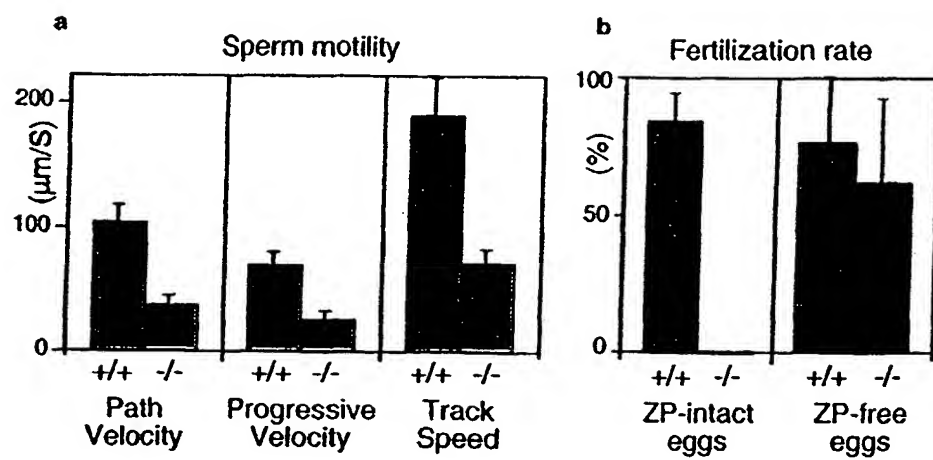 a
Sperm motility
200
100
0
(μm/S)
+/+ -/- +/+ -/- +/+ -/-
Path Velocity
Progressive Velocity
Track Speed
b
Fertilization rate
100
50
0
(%)
+/+ -/- +/+ -/-
ZP-intact eggs
ZP-free eggs